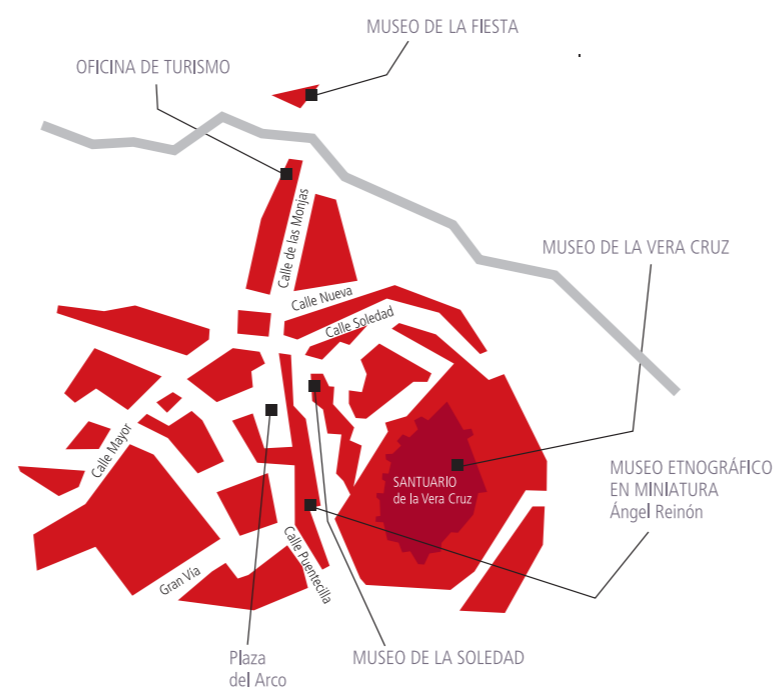 MUSEO DE LA FIESTA
OFICINA DE TURISMO
Calle de las Monjas
MUSEO DE LA VERA CRUZ
Calle Nueva
Calle Soledad
Calle Mayor
SANTUARIO
de la Vera Cruz
MUSEO ETNOGRÁFICO
EN MINIATURA
Ángel Reinón
Gran Vía
Calle Puentecilla
Plaza
del Arco
MUSEO DE LA SOLEDAD